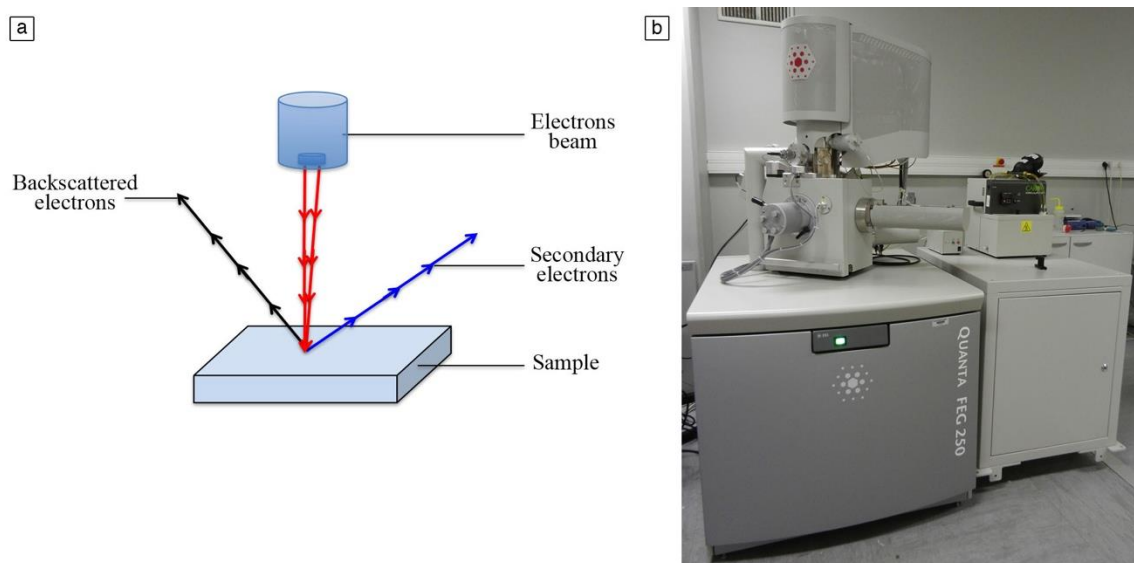 a
Electrons
beam
Backscattered
electrons
Secondary
electrons
Sample
b
QUANTA FEG 250